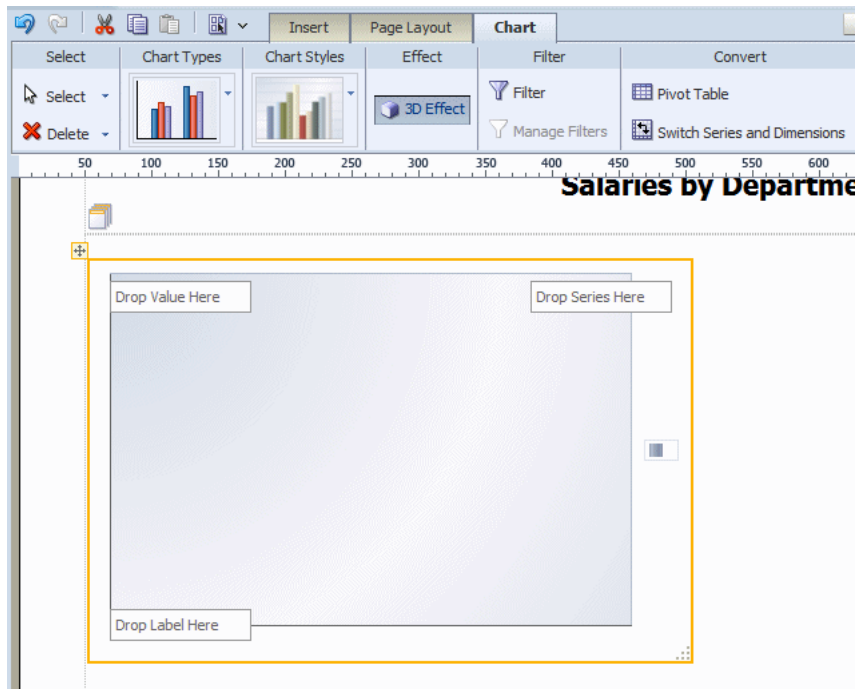 Insert Page Layout Chart
Select Chart Types Chart Styles Effect Filter Convert
Select
Delete
3D Effect
Filter
Manage Filters
Pivot Table
Switch Series and Dimensions
50 100 150 200 250 300 350 400 450 500 550 600
Salaries by Departme
Drop Value Here
Drop Series Here
Drop Label Here